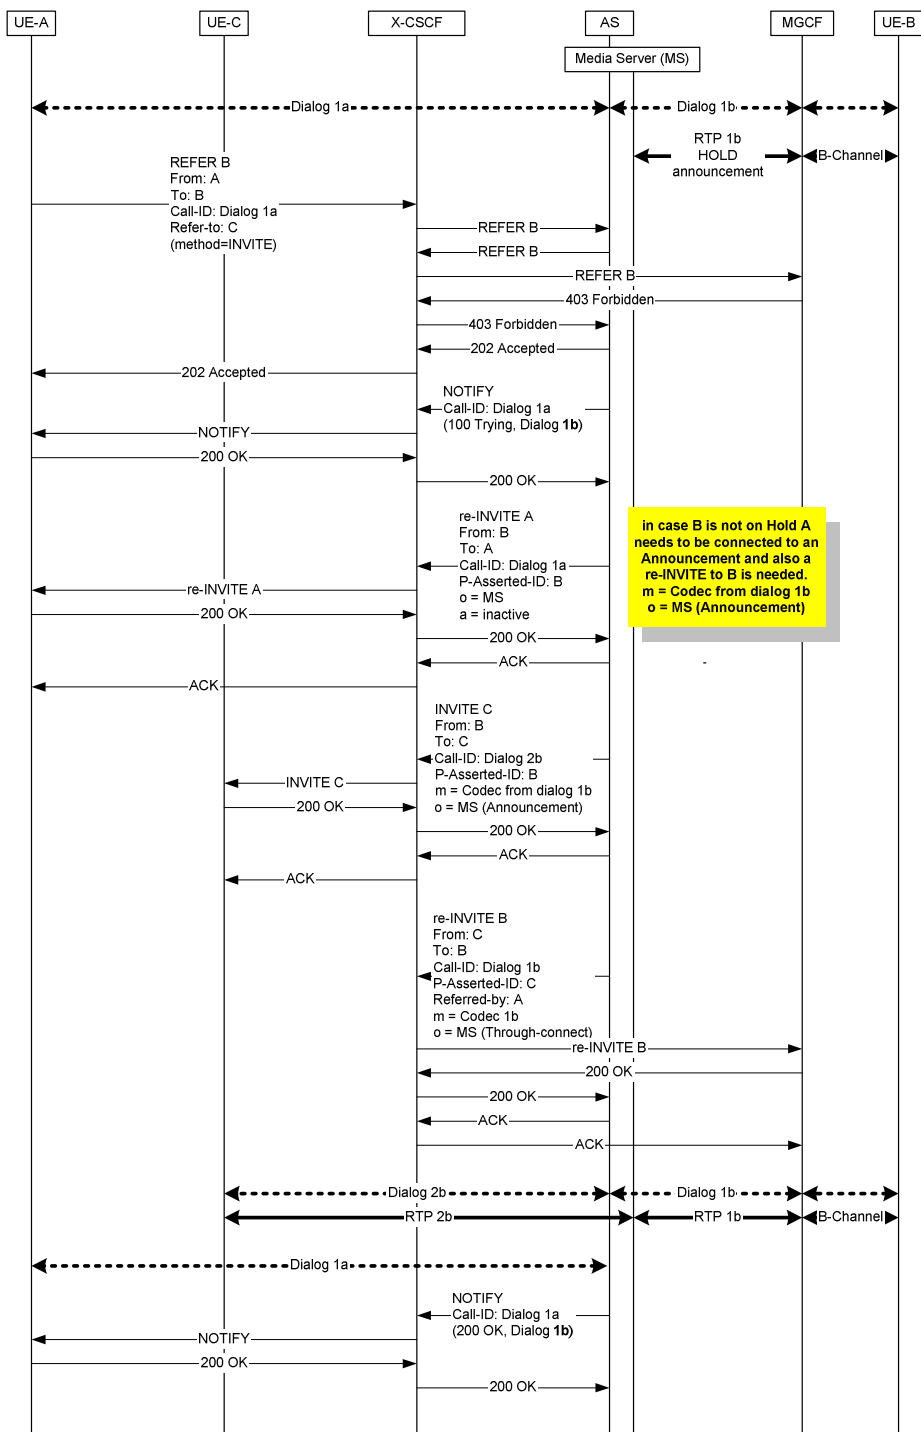 UE-A
UE-C
X-CSCF
AS
MGCF
UE-B
Media Server (MS)
Dialog 1a
Dialog 1b
RTP 1b
HOLD
announcement
B-Channel
REFER B
From: A
To: B
Call-ID: Dialog 1a
Refer-to: C
(method=INVITE)
REFER B
REFER B
REFER B
403 Forbidden
403 Forbidden
202 Accepted
202 Accepted
NOTIFY
Call-ID: Dialog 1a
(100 Trying, Dialog 1b)
NOTIFY
200 OK
200 OK
re-INVITE A
From: B
To: A
Call-ID: Dialog 1a
P-Asserted-ID: B
o = MS
a = inactive
in case B is not on Hold A
needs to be connected to an
Announcement and also a
re-INVITE to B is needed.
m = Codec from dialog 1b
o = MS (Announcement)
re-INVITE A
200 OK
200 OK
ACK
-
ACK
INVITE C
From: B
To: C
Call-ID: Dialog 2b
P-Asserted-ID: B
m = Codec from dialog 1b
o = MS (Announcement)
INVITE C
200 OK
200 OK
ACK
ACK
re-INVITE B
From: C
To: B
Call-ID: Dialog 1b
P-Asserted-ID: C
Referred-by: A
m = Codec 1b
o = MS (Through-connect)
re-INVITE B
200 OK
200 OK
ACK
ACK
Dialog 2b
Dialog 1b
RTP 2b
RTP 1b
B-Channel
Dialog 1a
NOTIFY
Call-ID: Dialog 1a
(200 OK, Dialog 1b)
NOTIFY
200 OK
200 OK